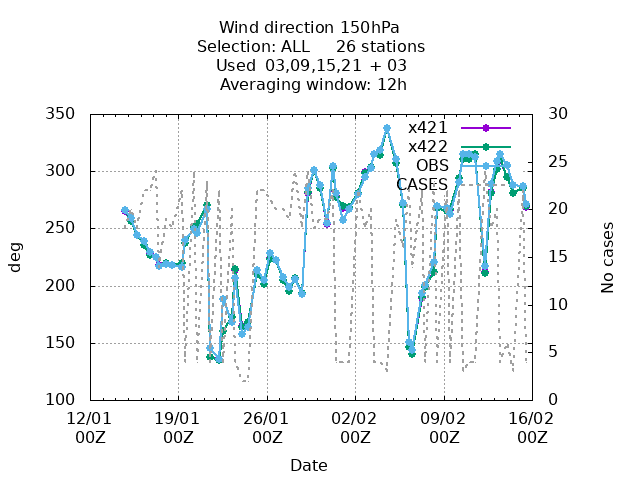 Wind direction 150hPa
Selection: ALL     26 stations
Used 03,09,15,21 + 03
Averaging window: 12h
350
300
250
200
150
100
30
25
20
15
10
5
0
deg
No cases
x421
x422
OBS
CASES
12/01 19/01 26/01 02/02 09/02 16/02
00Z 00Z 00Z 00Z 00Z 00Z
Date